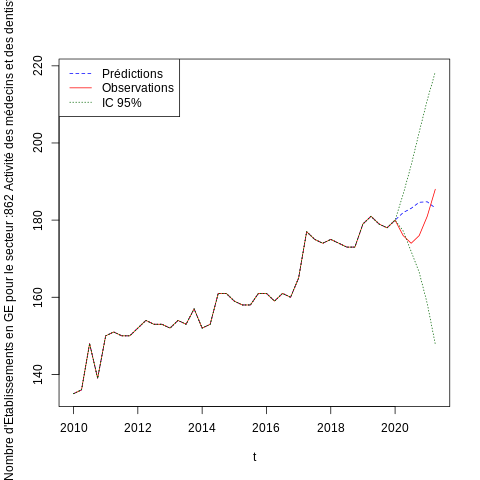 Nombre d'Etablissements en GE pour le secteur :862 Activité des médecins et des dentis
Prédictions
Observations
IC 95%
220
200
180
160
140
2010 2012 2014 2016 2018 2020
t